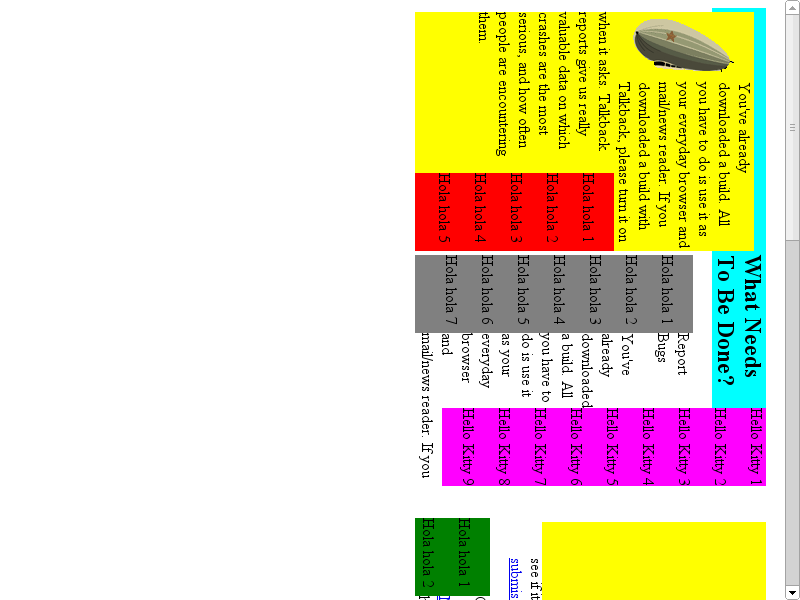 You've already
downloaded a build. All
you have to do is use it as
your everyday browser and
mail/news reader. If you
downloaded a build with
Talkback, please turn it on
when it asks. Talkback
reports give us really
valuable data on which
crashes are the most
serious, and how often
people are encountering
them.
Hola hola 1
Hola hola 2
Hola hola 3
Hola hola 4
Hola hola 5
What Needs
To Be Done?
Hola hola 1
Hola hola 2
Hola hola 3
Hola hola 4
Hola hola 5
Hola hola 6
Hola hola 7
Report
Bugs
You've
already
downloaded
a build. All
you have to
do is use it
as your
everyday
browser
and
mail/news reader. If you
Hello Kitty 1
Hello Kitty 2
Hello Kitty 3
Hello Kitty 4
Hello Kitty 5
Hello Kitty 6
Hello Kitty 7
Hello Kitty 8
Hello Kitty 9
Hola hola 1
Hola hola 2
see if it
submis